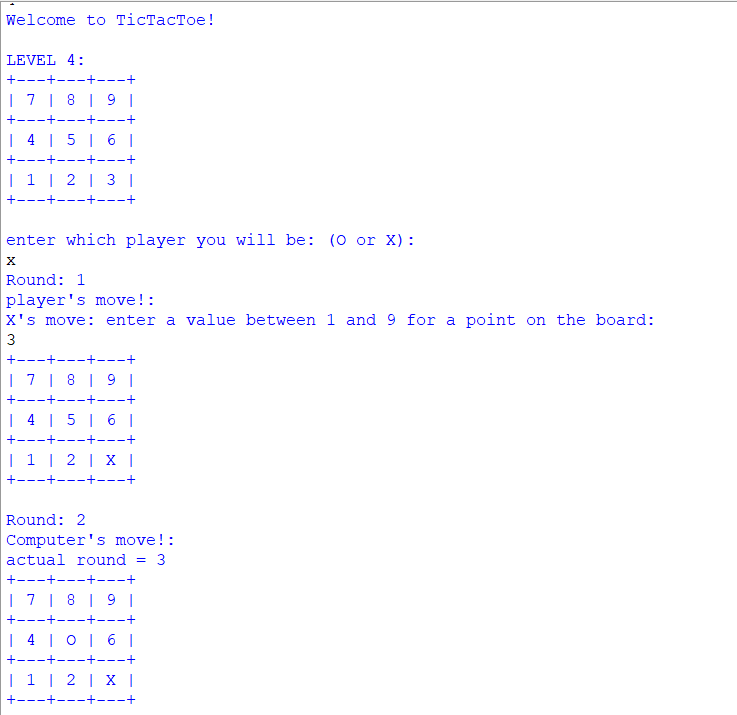 Welcome to TicTacToe!
LEVEL 4:
+---+---+---+
| 7 | 8 | 9 |
+---+---+---+
| 4 | 5 | 6 |
+---+---+---+
| 1 | 2 | 3 |
+---+---+---+
enter which player you will be: (O or X):
x
Round: 1
player's move!:
X's move: enter a value between 1 and 9 for a point on the board:
3
+---+---+---+
| 7 | 8 | 9 |
+---+---+---+
| 4 | 5 | 6 |
+---+---+---+
| 1 | 2 | X |
+---+---+---+
Round: 2
Computer's move!:
actual round = 3
+---+---+---+
| 7 | 8 | 9 |
+---+---+---+
| 4 | O | 6 |
+---+---+---+
| 1 | 2 | X |
+---+---+---+